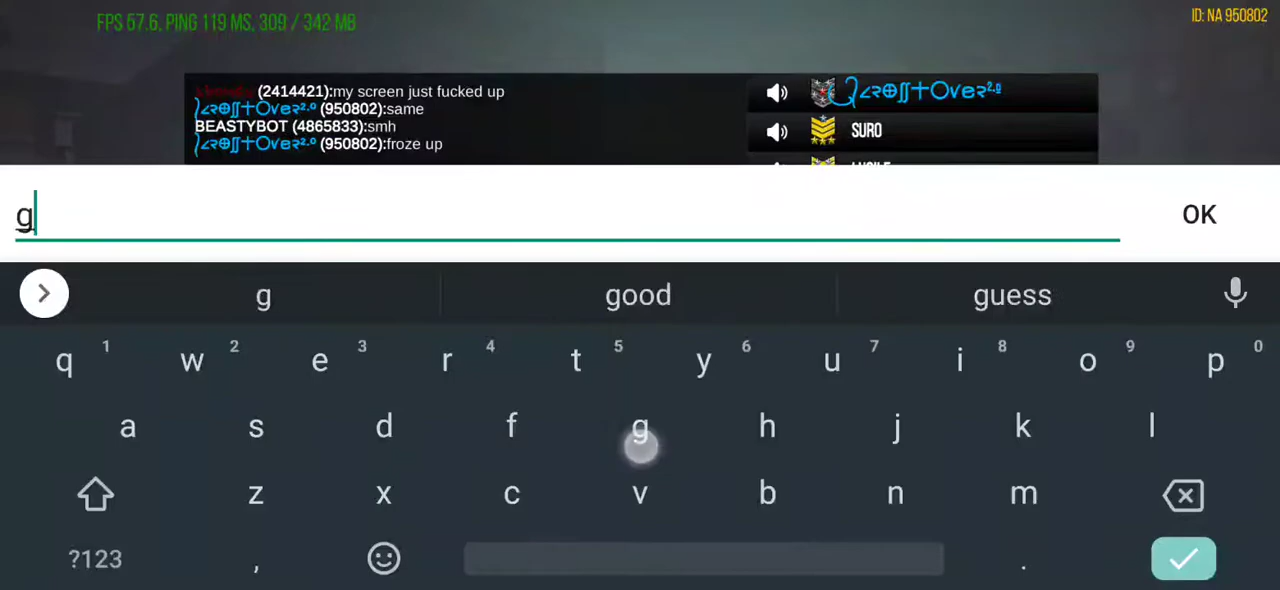 FPS 57.6, PING 119 MS, 309 / 342 MB
ID: NA 950802
(2414421):my screen just fucked up
(950802):same
BEASTYBOT (4865833):smh
(950802):froze up
SURO
g
OK
g good guess
q 1 w 2 e 3 r 4 t 5 y 6 u 7 i 8 o 9 p 0
a s d f g h j k l
z x c v b n m
?123 , .